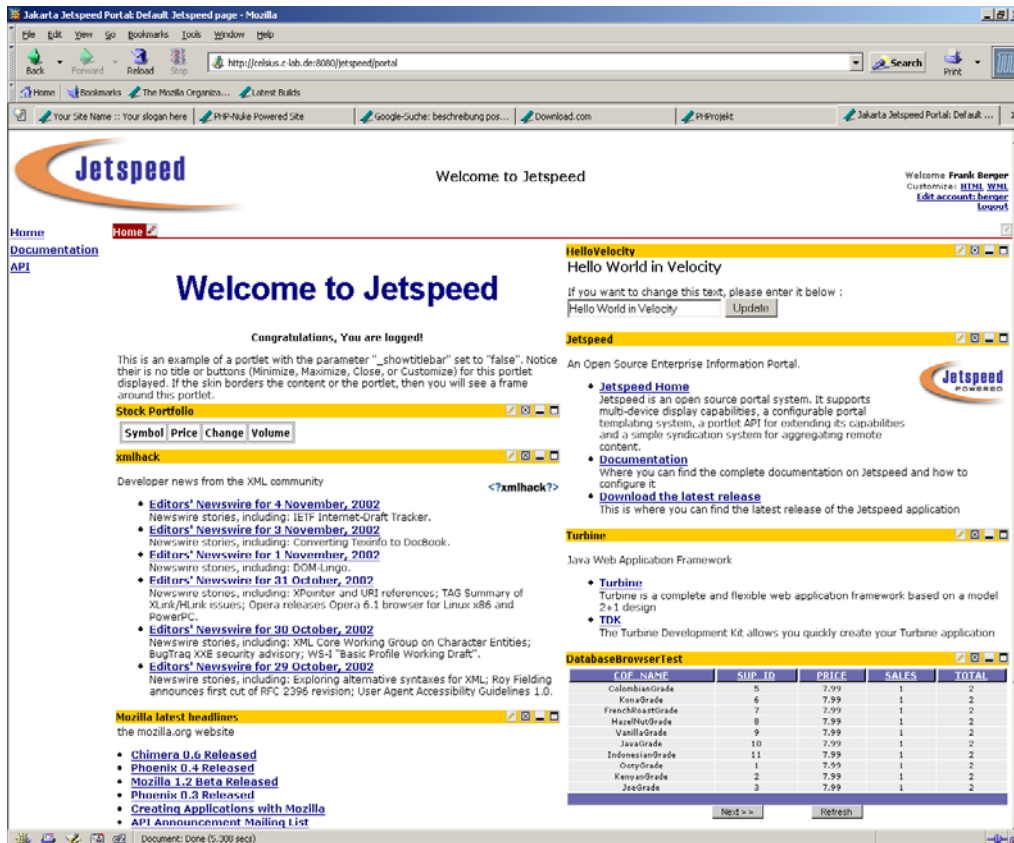 Jakarta Jetspeed Portal: Default Jetspeed page - Mozilla
File Edit View Go Bookmarks Tools Window Help
Back Forward Reload Stop http://celsius.c-lab.de:8080/jetspeed/portal Search Print
Home Bookmarks The Mozilla Organiza... Latest Builds
Your Site Name :: Your slogan here PHP-Nuke Powered Site Google-Suche: beschreibung pos... Download.com PHProjekt Jakarta Jetspeed Portal: Default ...
Jetspeed
Welcome to Jetspeed
Welcome Frank Berger
Customize: HTML WML
Edit account: berger
Logout
Home
Documentation
API
Home
Welcome to Jetspeed
Congratulations, You are logged!
This is an example of a portlet with the parameter "_showtitlebar" set to "false". Notice
their is no title or buttons (Minimize, Maximize, Close, or Customize) for this portlet
displayed. If the skin borders the content or the portlet, then you will see a frame
around this portlet.
Stock Portfolio
Symbol Price Change Volume
xmlhack
Developer news from the XML community
<?xmlhack?>
• Editors' Newswire for 4 November, 2002
Newswire stories, including: IETF Internet-Draft Tracker.
• Editors' Newswire for 3 November, 2002
Newswire stories, including: Converting Texinfo to DocBook.
• Editors' Newswire for 1 November, 2002
Newswire stories, including: DOM-Lingo.
• Editors' Newswire for 31 October, 2002
Newswire stories, including: XPointer and URI references; TAG Summary of
XLink/HLink issues; Opera releases Opera 6.1 browser for Linux x86 and
PowerPC.
• Editors' Newswire for 30 October, 2002
Newswire stories, including: XML Core Working Group on Character Entities;
BugTraq XXE security advisory; WS-I "Basic Profile Working Draft".
• Editors' Newswire for 29 October, 2002
Newswire stories, including: Exploring alternative syntaxes for XML; Roy Fielding
announces first cut of RFC 2396 revision; User Agent Accessibility Guidelines 1.0.
Mozilla latest headlines
the mozilla.org website
• Chimera 0.6 Released
• Phoenix 0.4 Released
• Mozilla 1.2 Beta Released
• Phoenix 0.3 Released
• Creating Applications with Mozilla
• API Announcement Mailing List
HelloVelocity
Hello World in Velocity
If you want to change this text, please enter it below :
Hello World in Velocity Update
Jetspeed
An Open Source Enterprise Information Portal.
Jetspeed
POWERED
• Jetspeed Home
Jetspeed is an open source portal system. It supports
multi-device display capabilities, a configurable portal
templating system, a portlet API for extending its capabilities
and a simple syndication system for aggregating remote
content.
• Documentation
Where you can find the complete documentation on Jetspeed and how to
configure it
• Download the latest release
This is where you can find the latest release of the Jetspeed application
Turbine
Java Web Application Framework
• Turbine
Turbine is a complete and flexible web application framework based on a model
2+1 design
• TDK
The Turbine Development Kit allows you quickly create your Turbine application
DatabaseBrowserTest
COF_NAME SUP_ID PRICE SALES TOTAL
ColombianGrade 5 7.99 1 2
KonaGrade 6 7.99 1 2
FrenchRoastGrade 7 7.99 1 2
HazelNutGrade 8 7.99 1 2
VanillaGrade 9 7.99 1 2
JavaGrade 10 7.99 1 2
IndonesianGrade 11 7.99 1 2
OotyGrade 1 7.99 1 2
KenyanGrade 2 7.99 1 2
JoeGrade 3 7.99 1 2
Next >> Refresh
Document: Done (5.308 secs)